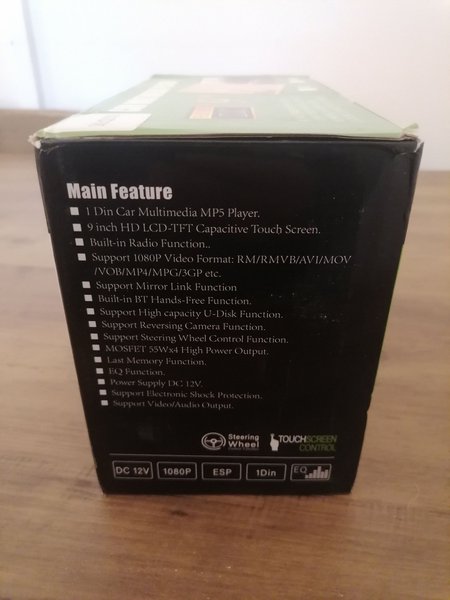 Main Feature
1 Din Car Multimedia MP5 Player.
9 inch HD LCD-TFT Capacitive Touch Screen.
Built-in Radio Function..
Support 1080P Video Format: RM/RMVB/AVI/MOV
/VOB/MP4/MPG/3GP etc.
Support Mirror Link Function
Built-in BT Hands-Free Function.
Support High capacity U-Disk Function.
Support Reversing Camera Function.
Support Steering Wheel Control Function.
MOSFET 55Wx4 High Power Output.
Last Memory Function.
EQ Function.
Power Supply DC 12V.
Support Electronic Shock Protection.
Support Video/Audio Output.
Steering
Wheel
TOUCHSCREEN
CONTROL
DC 12V 1080P ESP 1Din EQ